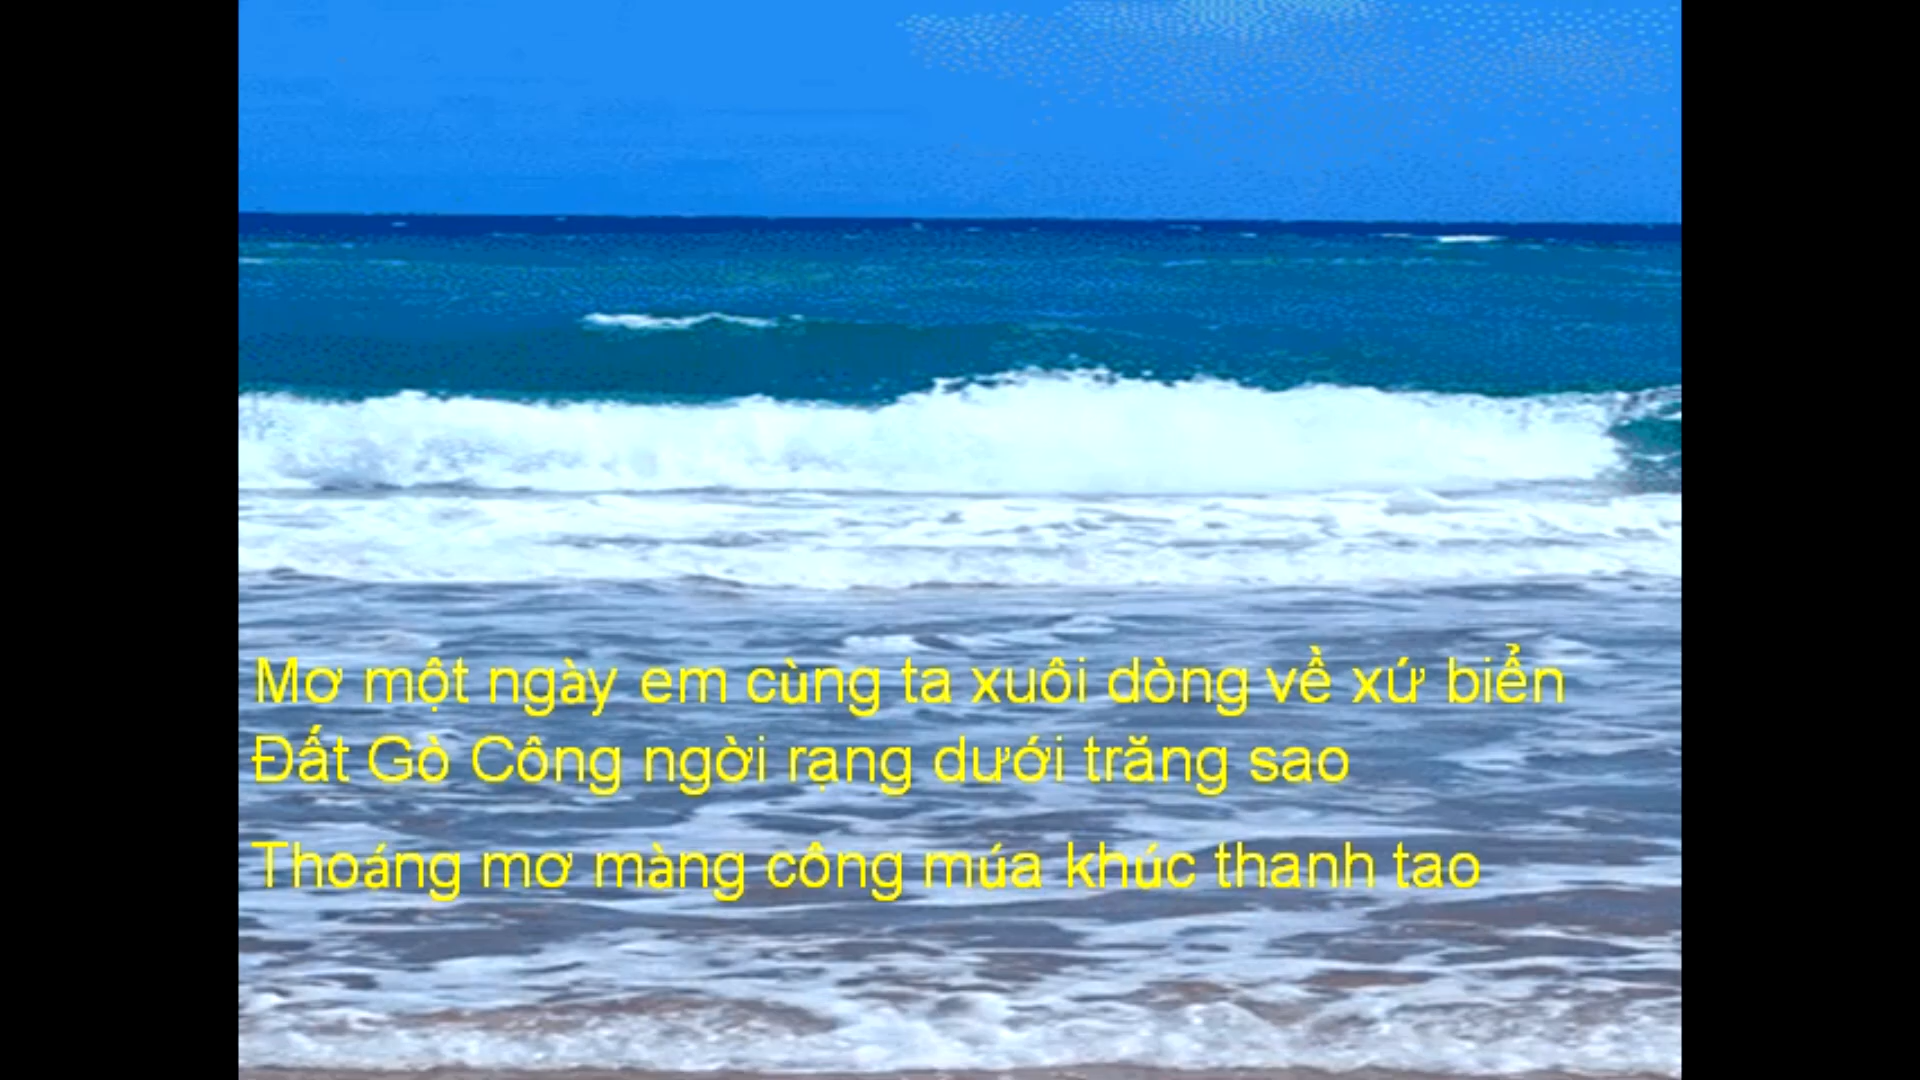 Mơ một ngày em cùng ta xuôi dòng về xứ biển
Đất Gò Công ngời rạng dưới trăng sao
Thoáng mơ màng công múa khúc thanh tao